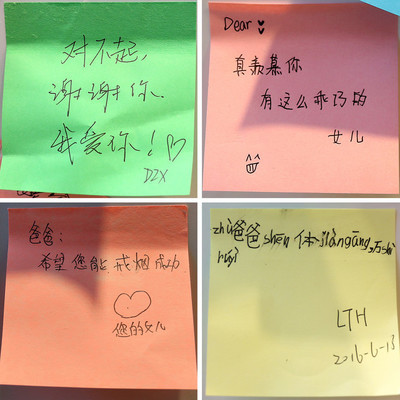 对不起,
谢谢你.
我爱你!
DZX
Dear
真羡慕你
有这么乖巧的
女儿
爸爸:
希望您能戒烟成功
您的女儿
zhù爸爸shēn体jiàngāng,万shì
rúyì
LTH
2016-6-13